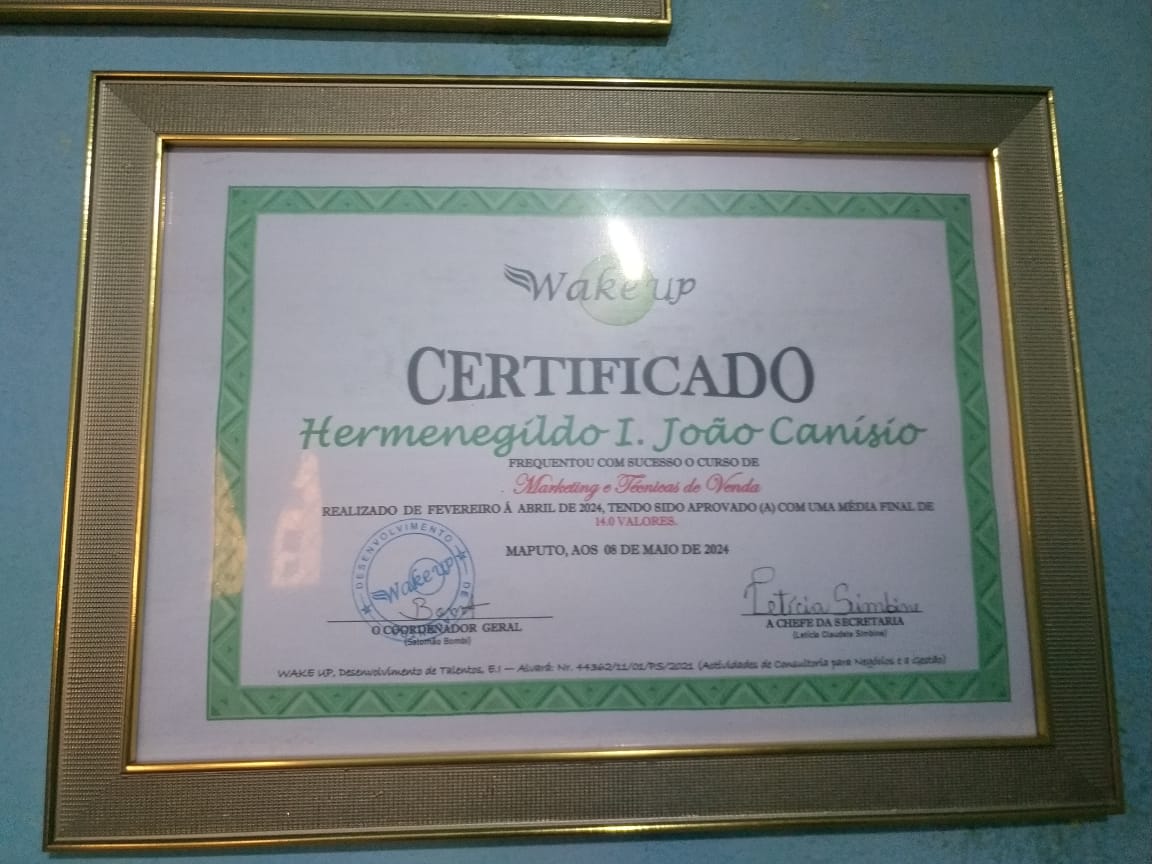 Wake up
CERTIFICADO
Hermenegildo I. João Canísio
FREQUENTOU COM SUCESSO O CURSO DE
Marketing e Técnicas de Venda
REALIZADO DE FEVEREIRO Á ABRIL DE 2024, TENDO SIDO APROVADO (A) COM UMA MÉDIA FINAL DE
14.0 VALORES.
MAPUTO, AOS 08 DE MAIO DE 2024
DESENVOLVIMENTO DE
Wake up
Letícia Simbine
O COORDENADOR GERAL
(Salomão Bombi)
A CHEFE DA SECRETARIA
(Letícia Claudete Simbine)
WAKE UP, Desenvolvimento de Talentos, E.I — Alvará: Nr. 44362/11/01/PS/2021 (Actividades de Consultoria para Negócios e a Gestão)